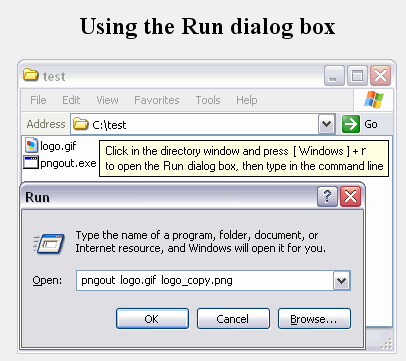 Using the Run dialog box
test
File Edit View Favorites Tools Help
Address C:\test Go
logo.gif
pngout.exe
Click in the directory window and press [ Windows ] + r
to open the Run dialog box, then type in the command line
Run
Type the name of a program, folder, document, or
Internet resource, and Windows will open it for you.
Open: pngout logo.gif logo_copy.png
OK Cancel Browse...